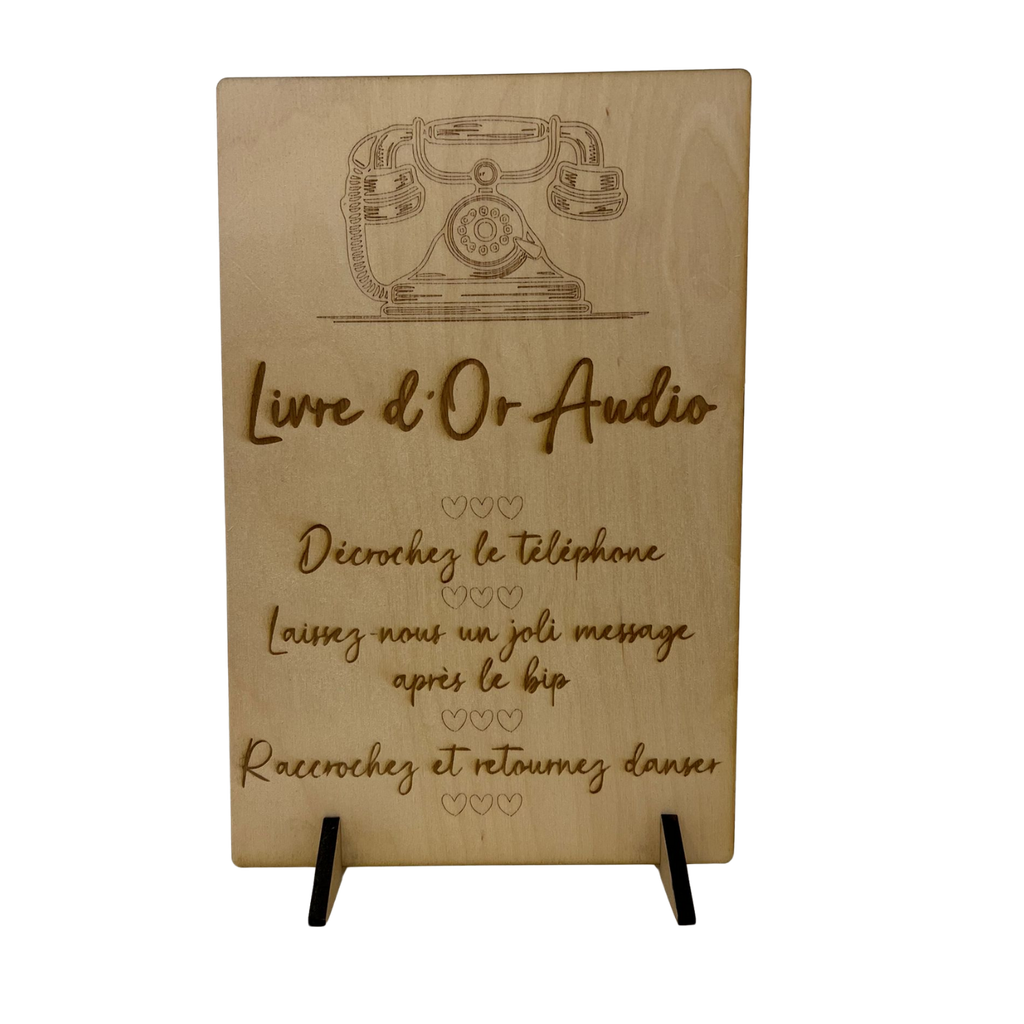 Livre d'Or Audio
Décrochez le téléphone
Laissez-nous un joli message
après le bip
Raccrochez et retournez danser